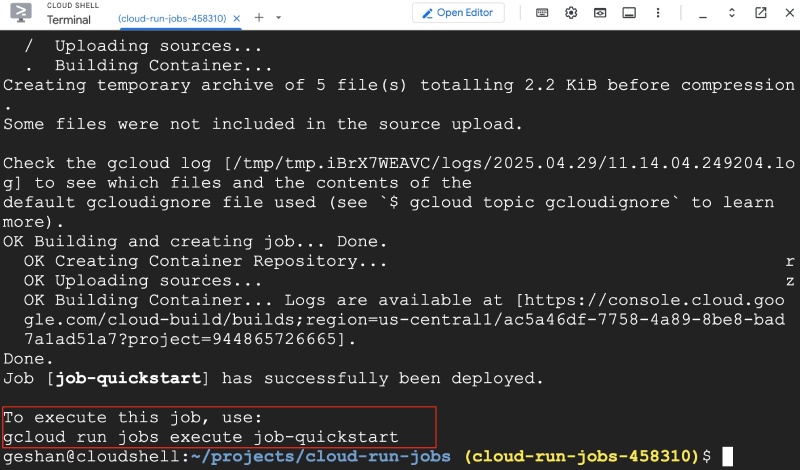 CLOUD SHELL
Terminal
(cloud-run-jobs-458310)
Open Editor
/ Uploading sources...
. Building Container...
Creating temporary archive of 5 file(s) totalling 2.2 KiB before compression
.
Some files were not included in the source upload.
Check the gcloud log [/tmp/tmp.iBrX7WEAVC/logs/2025.04.29/11.14.04.249204.lo
g] to see which files and the contents of the
default gcloudignore file used (see `$ gcloud topic gcloudignore` to learn
more).
OK Building and creating job... Done.
OK Creating Container Repository... r
OK Uploading sources... z
OK Building Container... Logs are available at [https://console.cloud.goo
gle.com/cloud-build/builds;region=us-central1/ac5a46df-7758-4a89-8be8-bad
7a1ad51a7?project=944865726665].
Done.
Job [job-quickstart] has successfully been deployed.
To execute this job, use:
gcloud run jobs execute job-quickstart
geshan@cloudshell:~/projects/cloud-run-jobs (cloud-run-jobs-458310)$